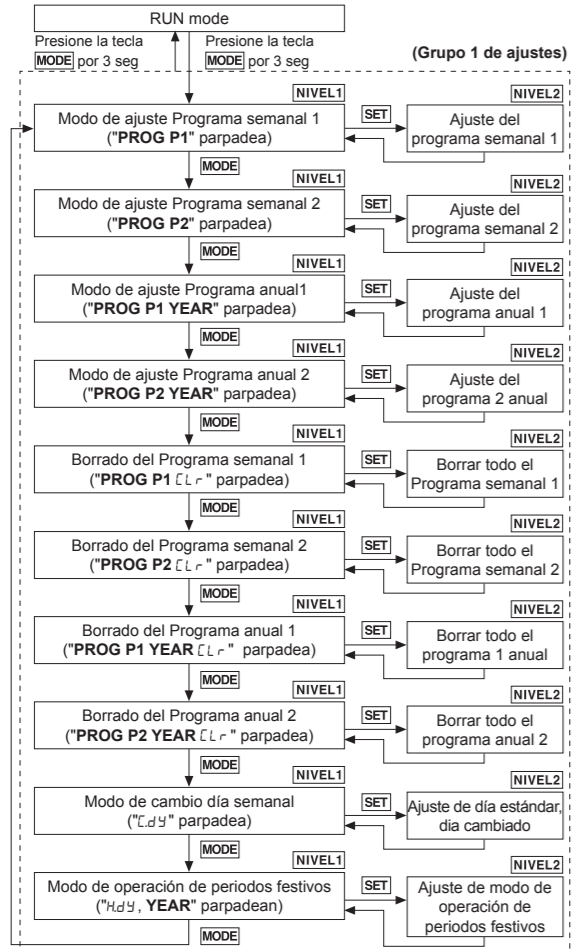 RUN mode
Presione la tecla
MODE por 3 seg
Presione la tecla
MODE por 3 seg
(Grupo 1 de ajustes)
NIVEL1
Modo de ajuste Programa semanal 1
("PROG P1" parpadea)
SET
NIVEL2
Ajuste del
programa semanal 1
MODE
NIVEL1
Modo de ajuste Programa semanal 2
("PROG P2" parpadea)
SET
NIVEL2
Ajuste del
programa semanal 2
MODE
NIVEL1
Modo de ajuste Programa anual1
("PROG P1 YEAR" parpadea)
SET
NIVEL2
Ajuste del
programa anual 1
MODE
NIVEL1
Modo de ajuste Programa anual 2
("PROG P2 YEAR" parpadea)
SET
NIVEL2
Ajuste del
programa 2 anual
MODE
NIVEL1
Borrado del Programa semanal 1
("PROG P1 CLr" parpadea)
SET
NIVEL2
Borrar todo el
Programa semanal 1
MODE
NIVEL1
Borrado del Programa semanal 2
("PROG P2 CLr" parpadea)
SET
NIVEL2
Borrar todo el
Programa semanal 2
MODE
NIVEL1
Borrado del Programa anual 1
("PROG P1 YEAR CLr" parpadea)
SET
NIVEL2
Borrar todo el
programa 1 anual
MODE
NIVEL1
Borrado del Programa anual 2
("PROG P2 YEAR CLr" parpadea)
SET
NIVEL2
Borrar todo el
programa anual 2
MODE
NIVEL1
Modo de cambio día semanal
("C.dY" parpadea)
SET
NIVEL2
Ajuste de día estándar,
dia cambiado
MODE
NIVEL1
Modo de operación de periodos festivos
("H.dY, YEAR" parpadean)
SET
NIVEL2
Ajuste de modo de
operación de
periodos festivos
MODE